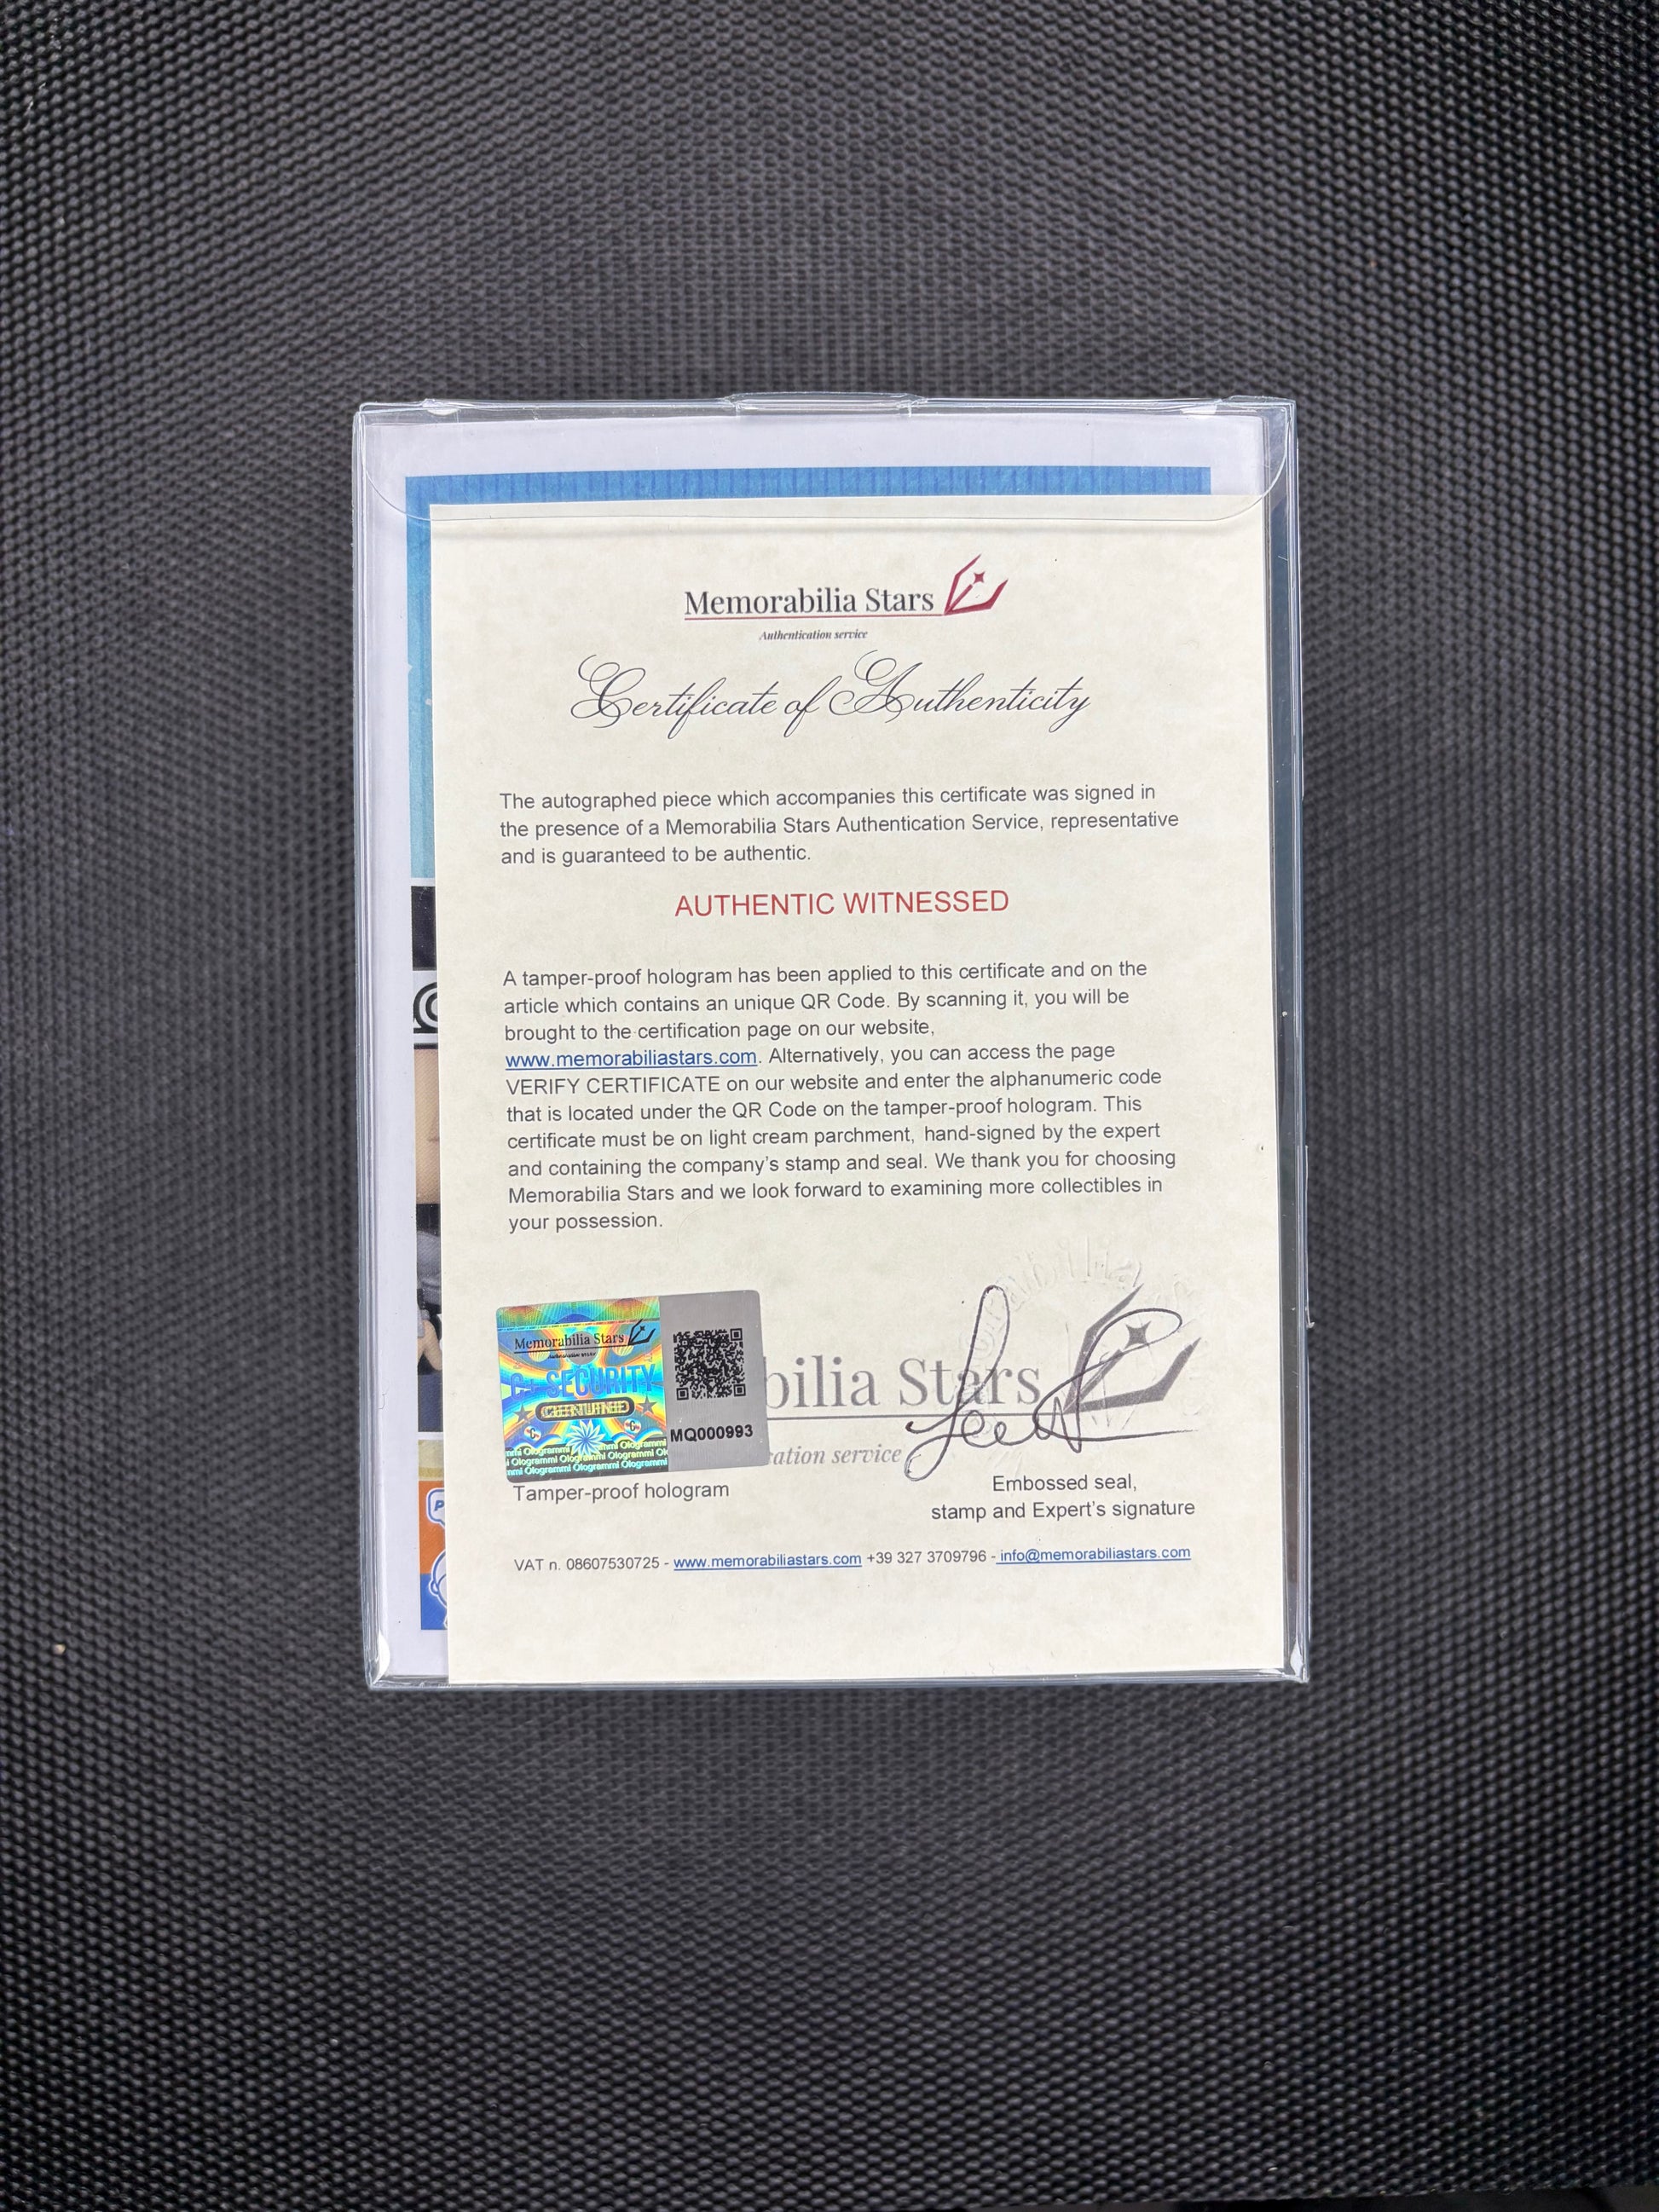 Memorabilia Stars
Authentication service
Certificate of Authenticity
The autographed piece which accompanies this certificate was signed in
the presence of a Memorabilia Stars Authentication Service, representative
and is guaranteed to be authentic.
AUTHENTIC WITNESSED
A tamper-proof hologram has been applied to this certificate and on the
article which contains an unique QR Code. By scanning it, you will be
brought to the certification page on our website,
www.memorabiliastars.com. Alternatively, you can access the page
VERIFY CERTIFICATE on our website and enter the alphanumeric code
that is located under the QR Code on the tamper-proof hologram. This
certificate must be on light cream parchment, hand-signed by the expert
and containing the company's stamp and seal. We thank you for choosing
Memorabilia Stars and we look forward to examining more collectibles in
your possession.
Memorabilia Stars
SECURITY
GENUINE
Ologrammi Ologrammi
Ologrammi Ologrammi Ologrammi
Ologrammi Ologrammi
MQ000993
bilia Stars
ation service
Tamper-proof hologram
Embossed seal,
stamp and Expert's signature
VAT n. 08607530725 - www.memorabiliastars.com +39 327 3709796 - info@memorabiliastars.com